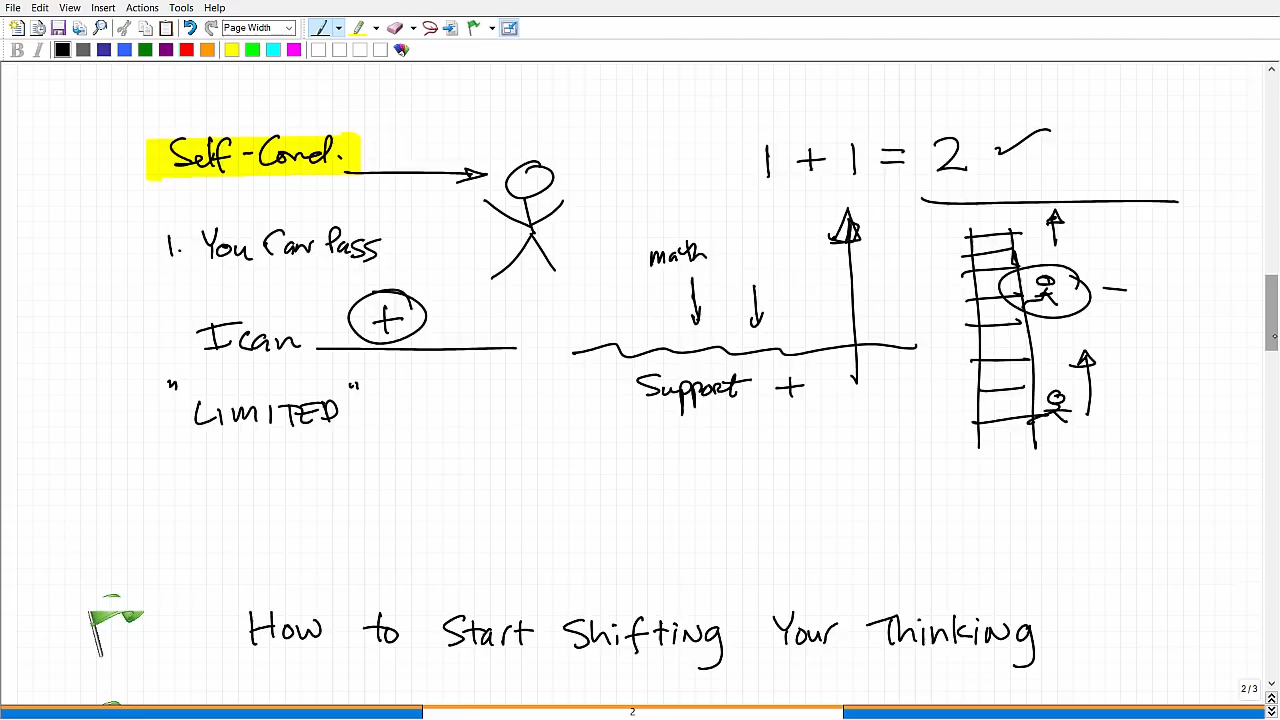 File Edit View Insert Actions Tools Help
Page Width
B I
Self-Cond.
1 + 1 = 2
1. You Can Pass
math
I can +
Support +
"LIMITED"
How to Start Shifting Your Thinking
2/3
2